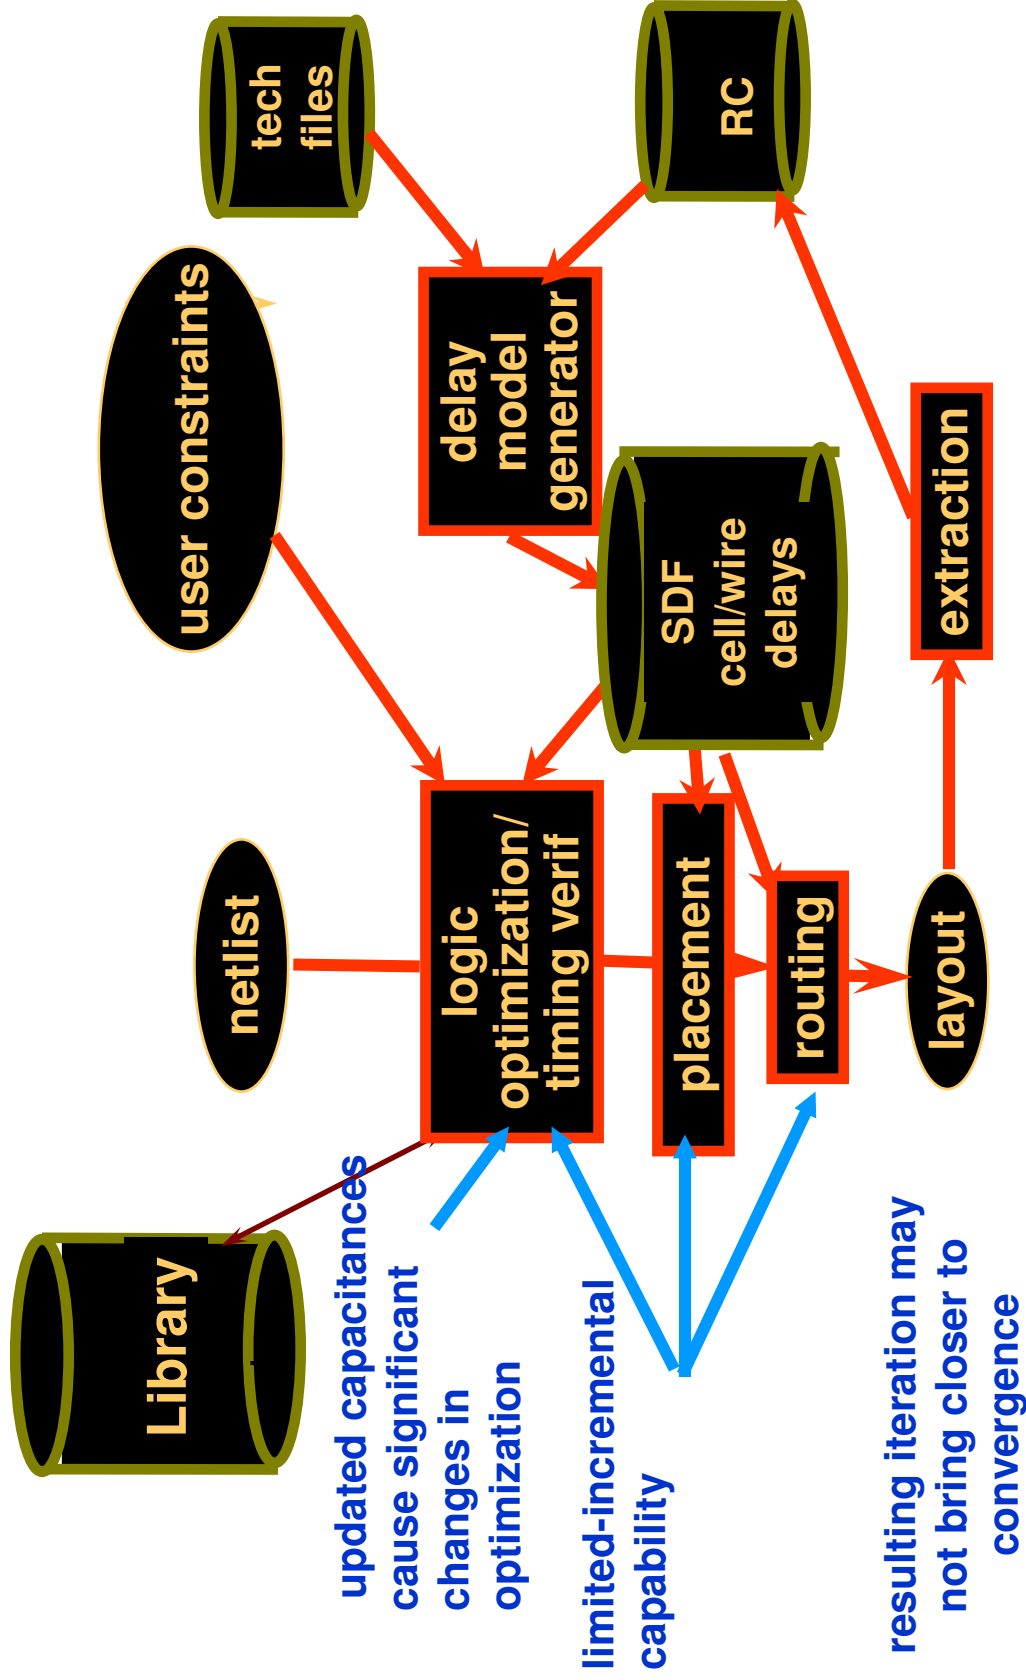 Library
netlist
user constraints
tech
files
updated capacitances
cause significant
changes in
optimization
logic
optimization/
timing verif
delay
model
generator
limited-incremental
capability
placement
SDF
cell/wire
delays
RC
routing
resulting iteration may
not bring closer to
convergence
layout
extraction